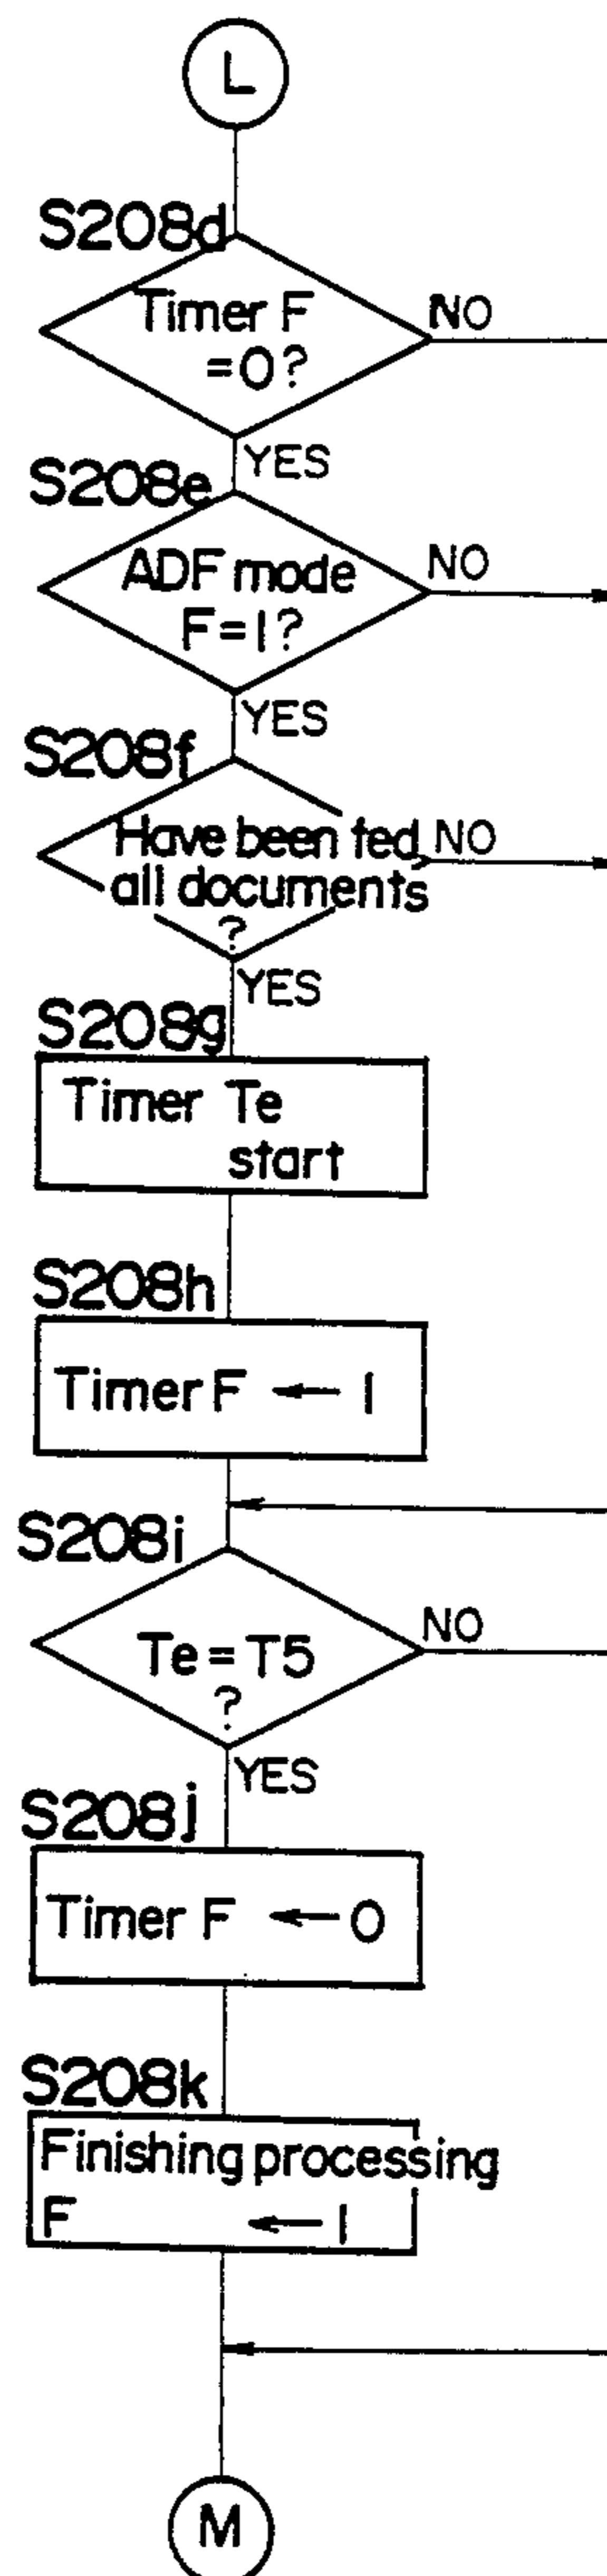 L
S208d
Timer F
=0?
NO
YES
S208e
ADF mode
F=1?
NO
YES
S208f
Have been fed
all documents
?
NO
YES
S208g
Timer Te
start
S208h
Timer F ← 1
S208i
Te=T5
?
NO
YES
S208j
Timer F ← 0
S208k
Finishing processing
F ← 1
M